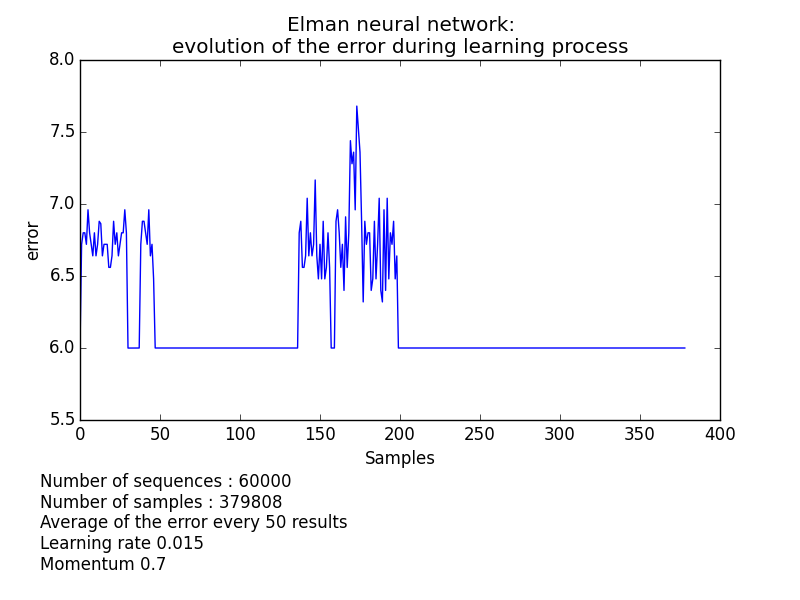 Elman neural network:
evolution of the error during learning process
8.0
7.5
7.0
6.5
6.0
5.5
error
0 50 100 150 200 250 300 350 400
Samples
Number of sequences : 60000
Number of samples : 379808
Average of the error every 50 results
Learning rate 0.015
Momentum 0.7